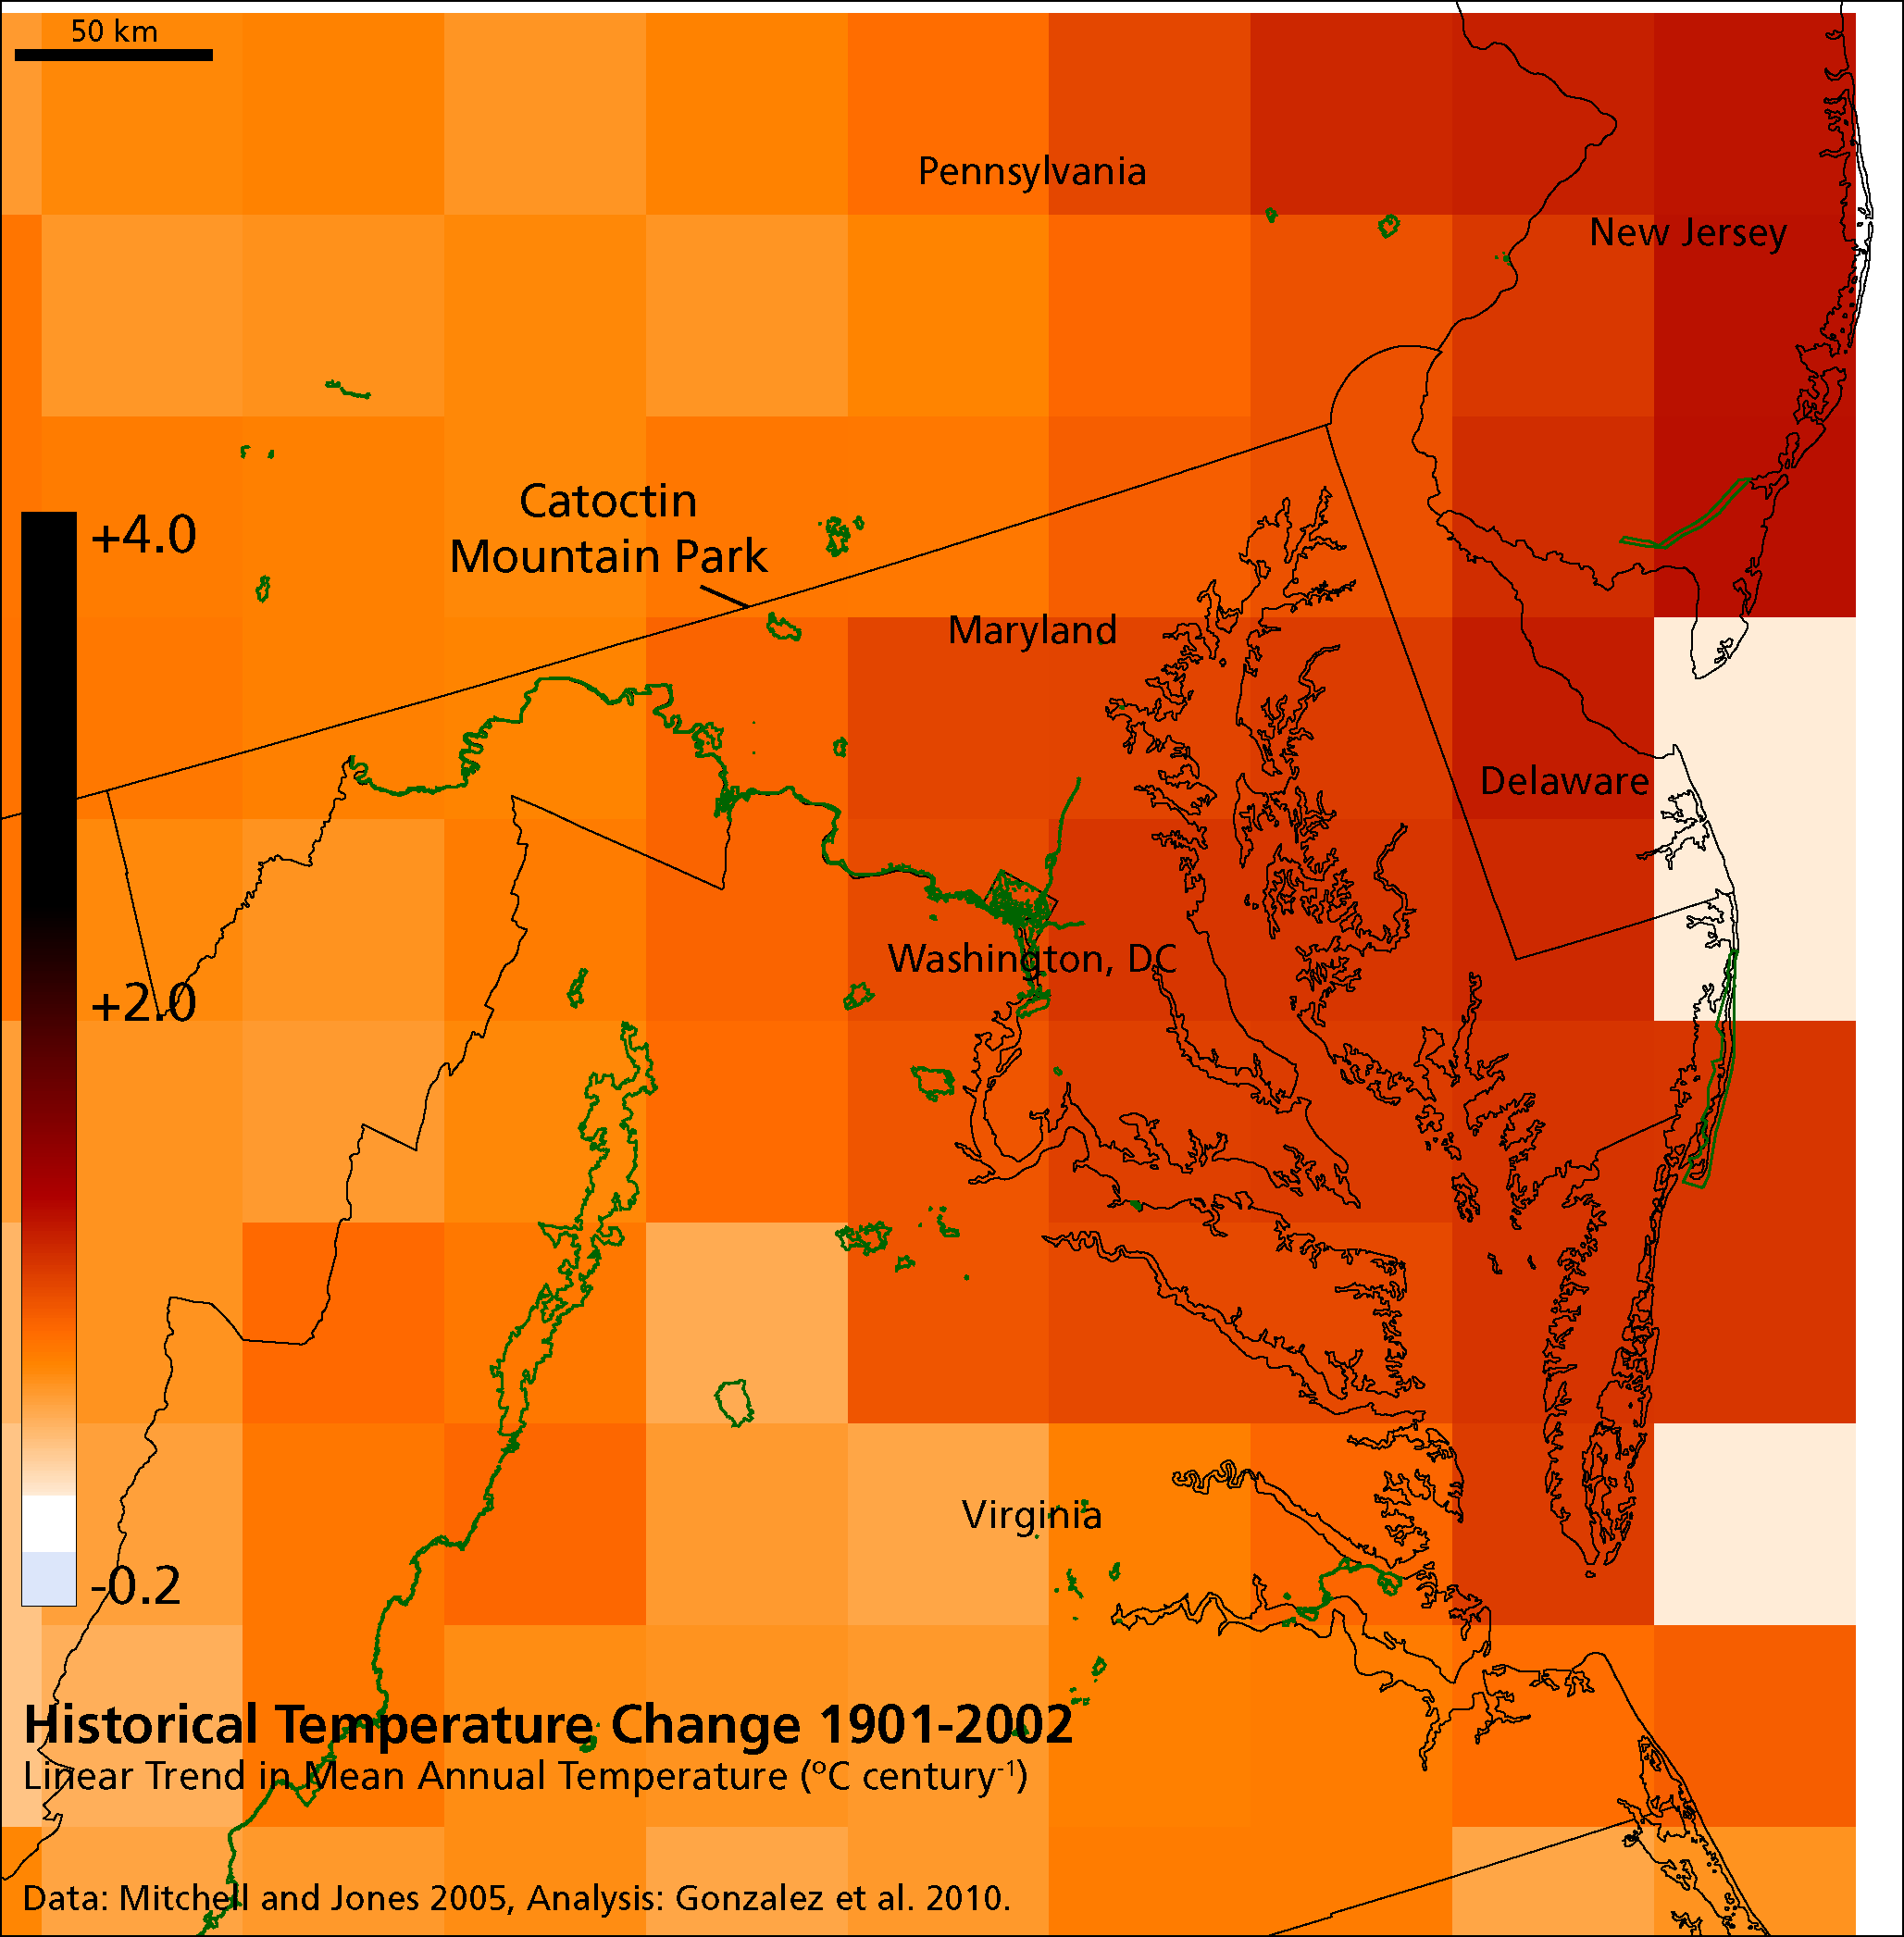 50 km
Pennsylvania
New Jersey
Catoctin
Mountain Park
+4.0
Maryland
Delaware
Washington, DC
+2.0
Virginia
-0.2
Historical Temperature Change 1901-2002
Linear Trend in Mean Annual Temperature (°C century⁻¹)
Data: Mitchell and Jones 2005, Analysis: Gonzalez et al. 2010.